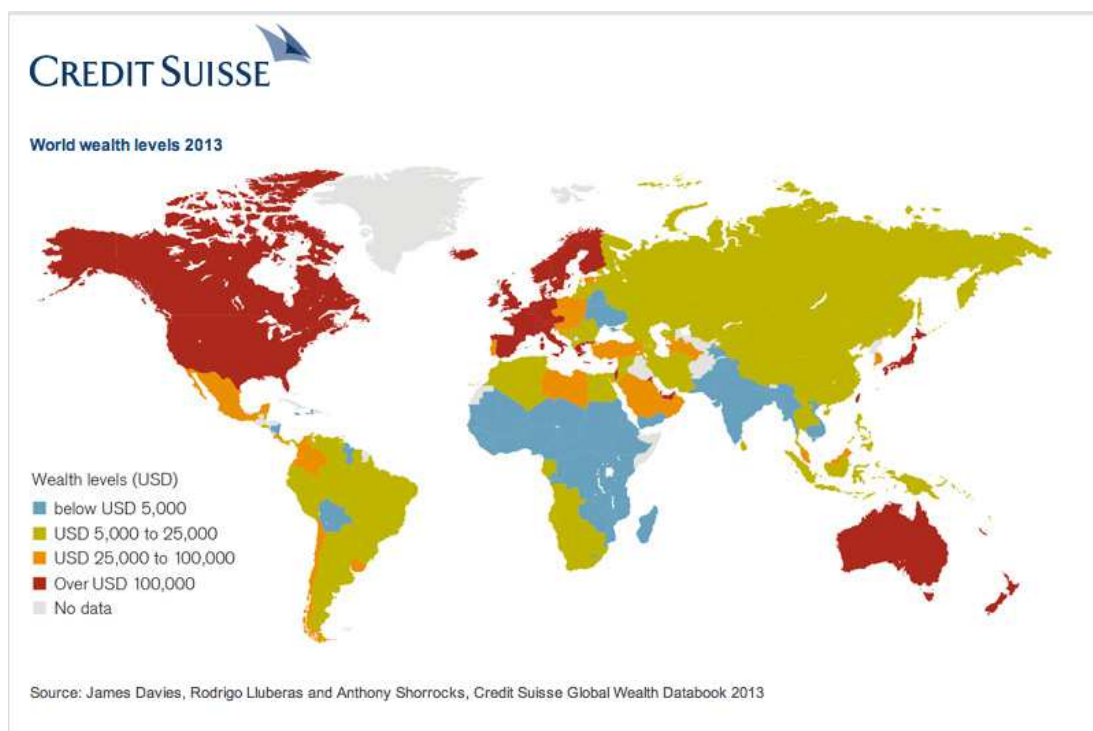 CREDIT SUISSE
World wealth levels 2013
Wealth levels (USD)
below USD 5,000
USD 5,000 to 25,000
USD 25,000 to 100,000
Over USD 100,000
No data
Source: James Davies, Rodrigo Lluberas and Anthony Shorrocks, Credit Suisse Global Wealth Databook 2013